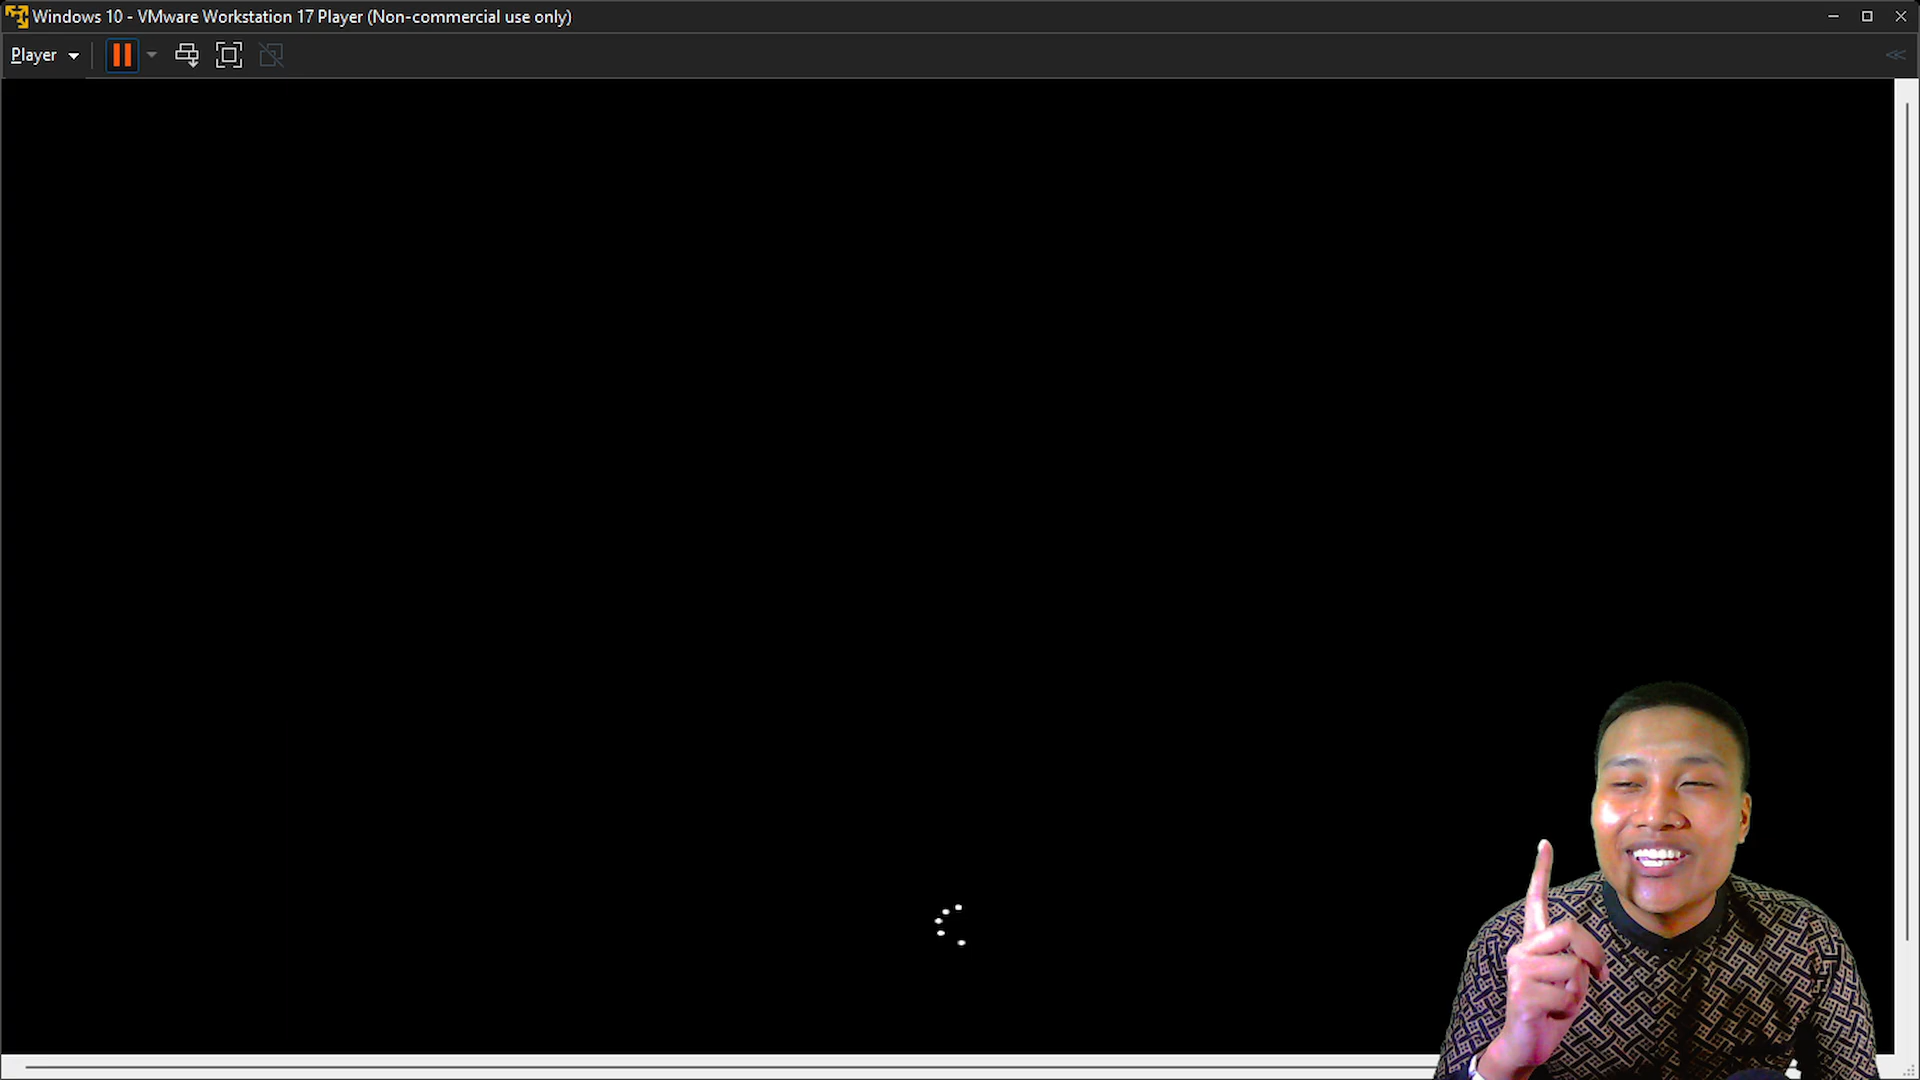 Windows 10 - VMware Workstation 17 Player (Non-commercial use only)
Player